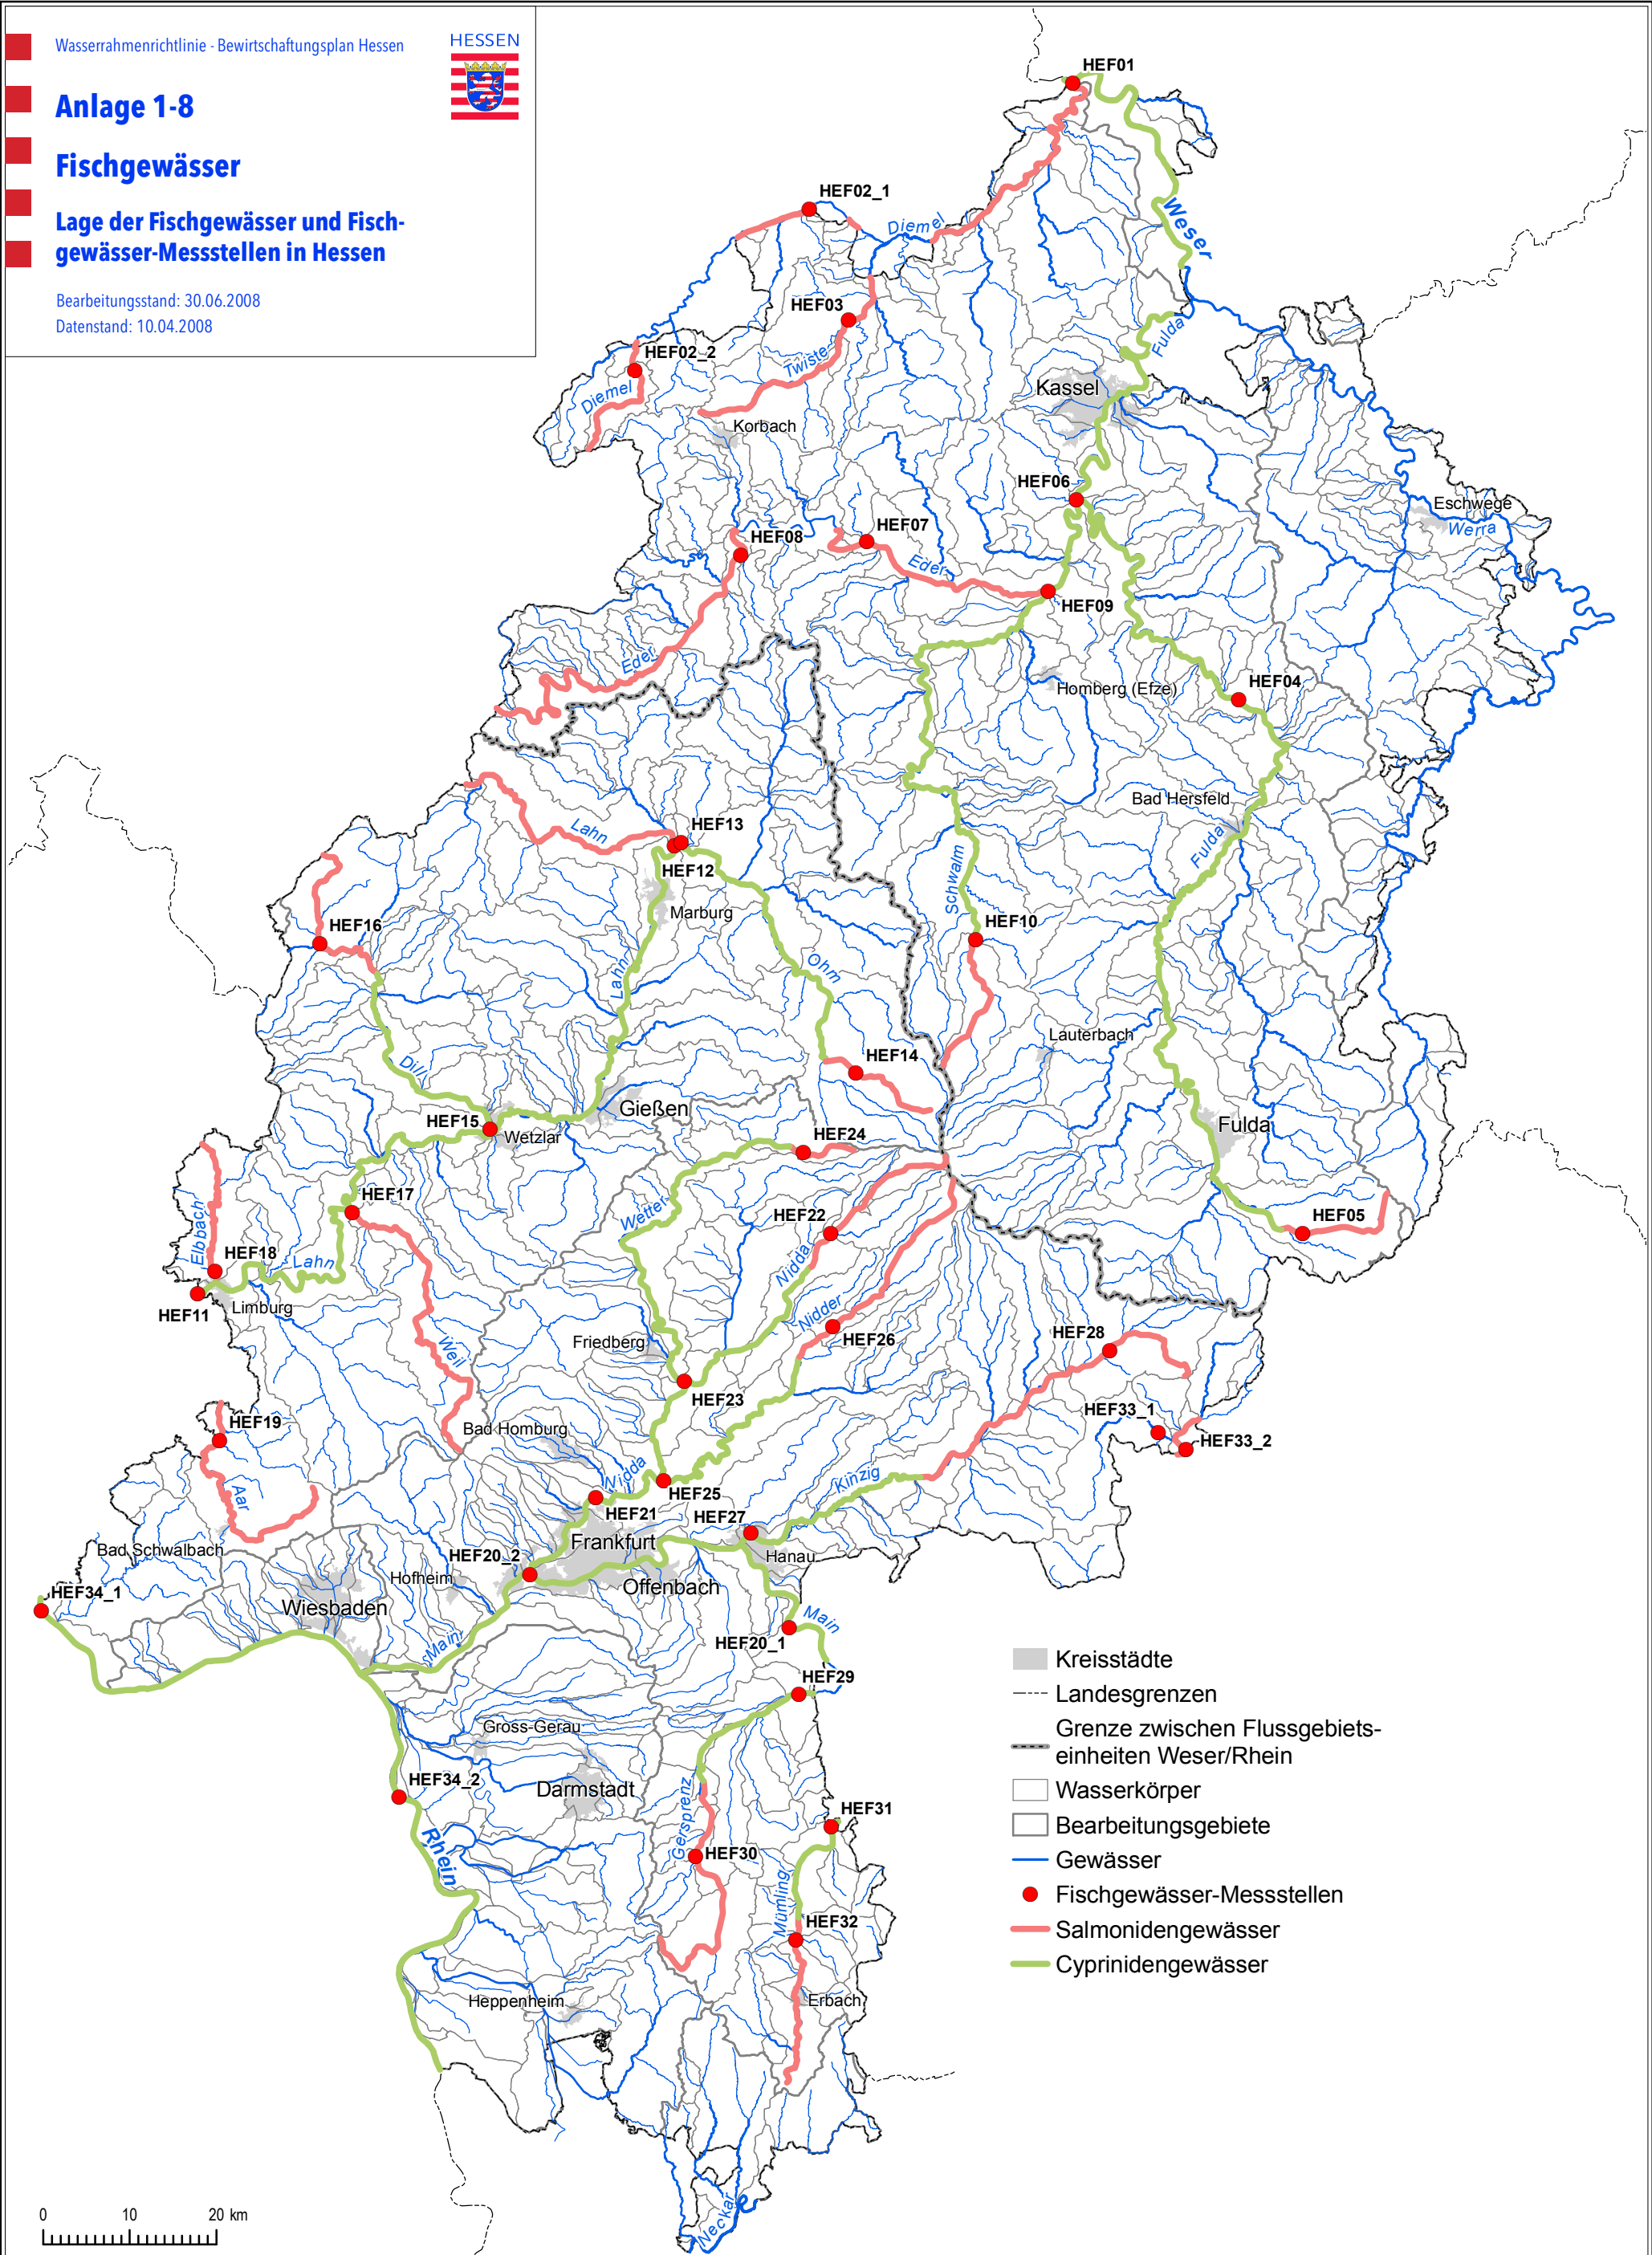 Wasserrahmenrichtlinie - Bewirtschaftungsplan Hessen
HESSEN
Anlage 1-8
Fischgewässer
Lage der Fischgewässer und Fisch-
gewässer-Messstellen in Hessen
Bearbeitungsstand: 30.06.2008
Datenstand: 10.04.2008
HEF01
HEF02_1
Diemel
Weser
HEF03
Fulda
HEF02_2
Twiste
Diemel
Kassel
Korbach
HEF06
Eschwege
Werra
HEF07
HEF08
Eder
HEF09
Eder
Homberg (Efze)
HEF04
Bad Hersfeld
HEF13
Lahn
Fulda
HEF12
Schwalm
Marburg
HEF10
HEF16
Ohm
Lahn
Lauterbach
HEF14
Dill
Gießen
HEF15
Wetzlar
Fulda
HEF24
HEF17
Wetter
HEF22
HEF05
Elbbach
HEF18
Lahn
Nidda
HEF11
Limburg
Nidder
HEF26
HEF28
Friedberg
Weil
HEF23
HEF33_1
HEF19
Bad Homburg
HEF33_2
Nidda
Kinzig
Aar
HEF25
HEF21
HEF27
Frankfurt
Bad Schwalbach
HEF20_2
Hanau
Hofheim
Offenbach
HEF34_1
Wiesbaden
Main
Main
HEF20_1
HEF29
Gross-Gerau
HEF34_2
Darmstadt
Gersprenz
HEF31
Rhein
HEF30
Mümling
HEF32
Heppenheim
Erbach
Neckar
Kreisstädte
Landesgrenzen
Grenze zwischen Flussgebiets-
einheiten Weser/Rhein
Wasserkörper
Bearbeitungsgebiete
Gewässer
Fischgewässer-Messstellen
Salmonidengewässer
Cyprinidengewässer
0 10 20 km